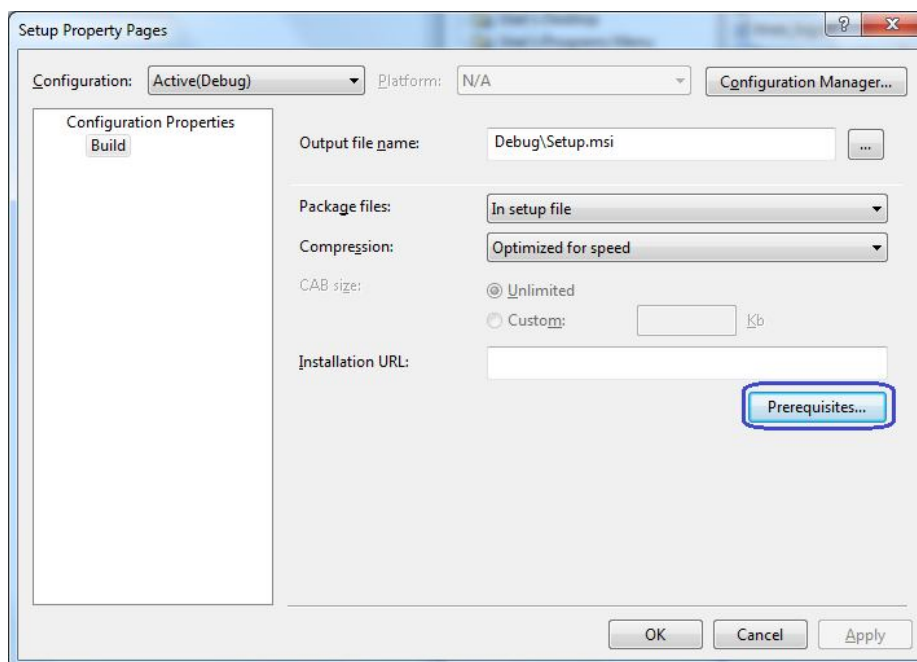 Setup Property Pages
Configuration: Active(Debug) Platform: N/A Configuration Manager...
Configuration Properties
Build
Output file name: Debug\Setup.msi ...
Package files: In setup file
Compression: Optimized for speed
CAB size: Unlimited
Custom: Kb
Installation URL:
Prerequisites...
OK Cancel Apply